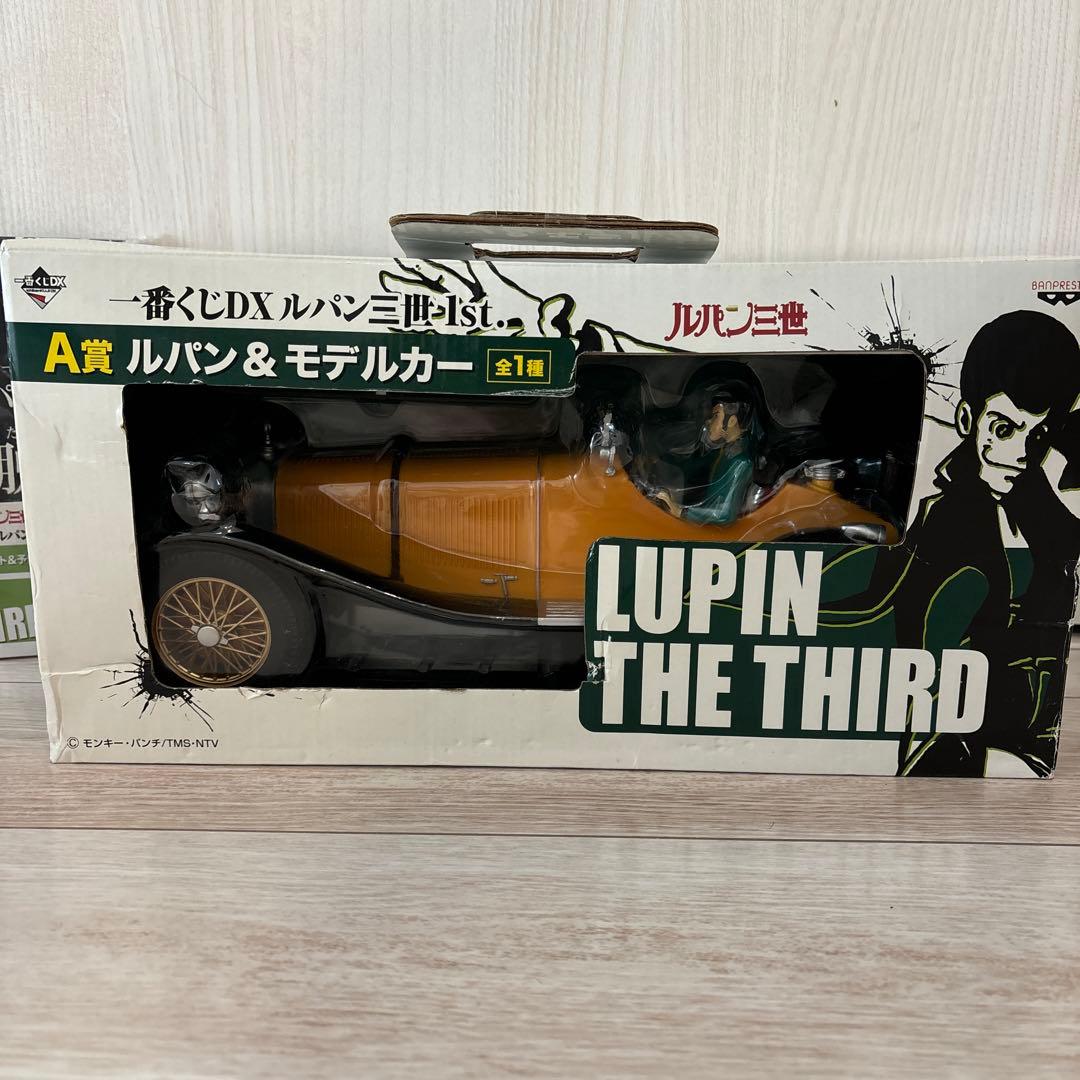 一番くじDX
一番くじDX ルパン三世-1st.
ルパン三世
BANPREST
A賞 ルパン&モデルカー 全1種
LUPIN
THE THIRD
© モンキー・パンチ/TMS・NTV